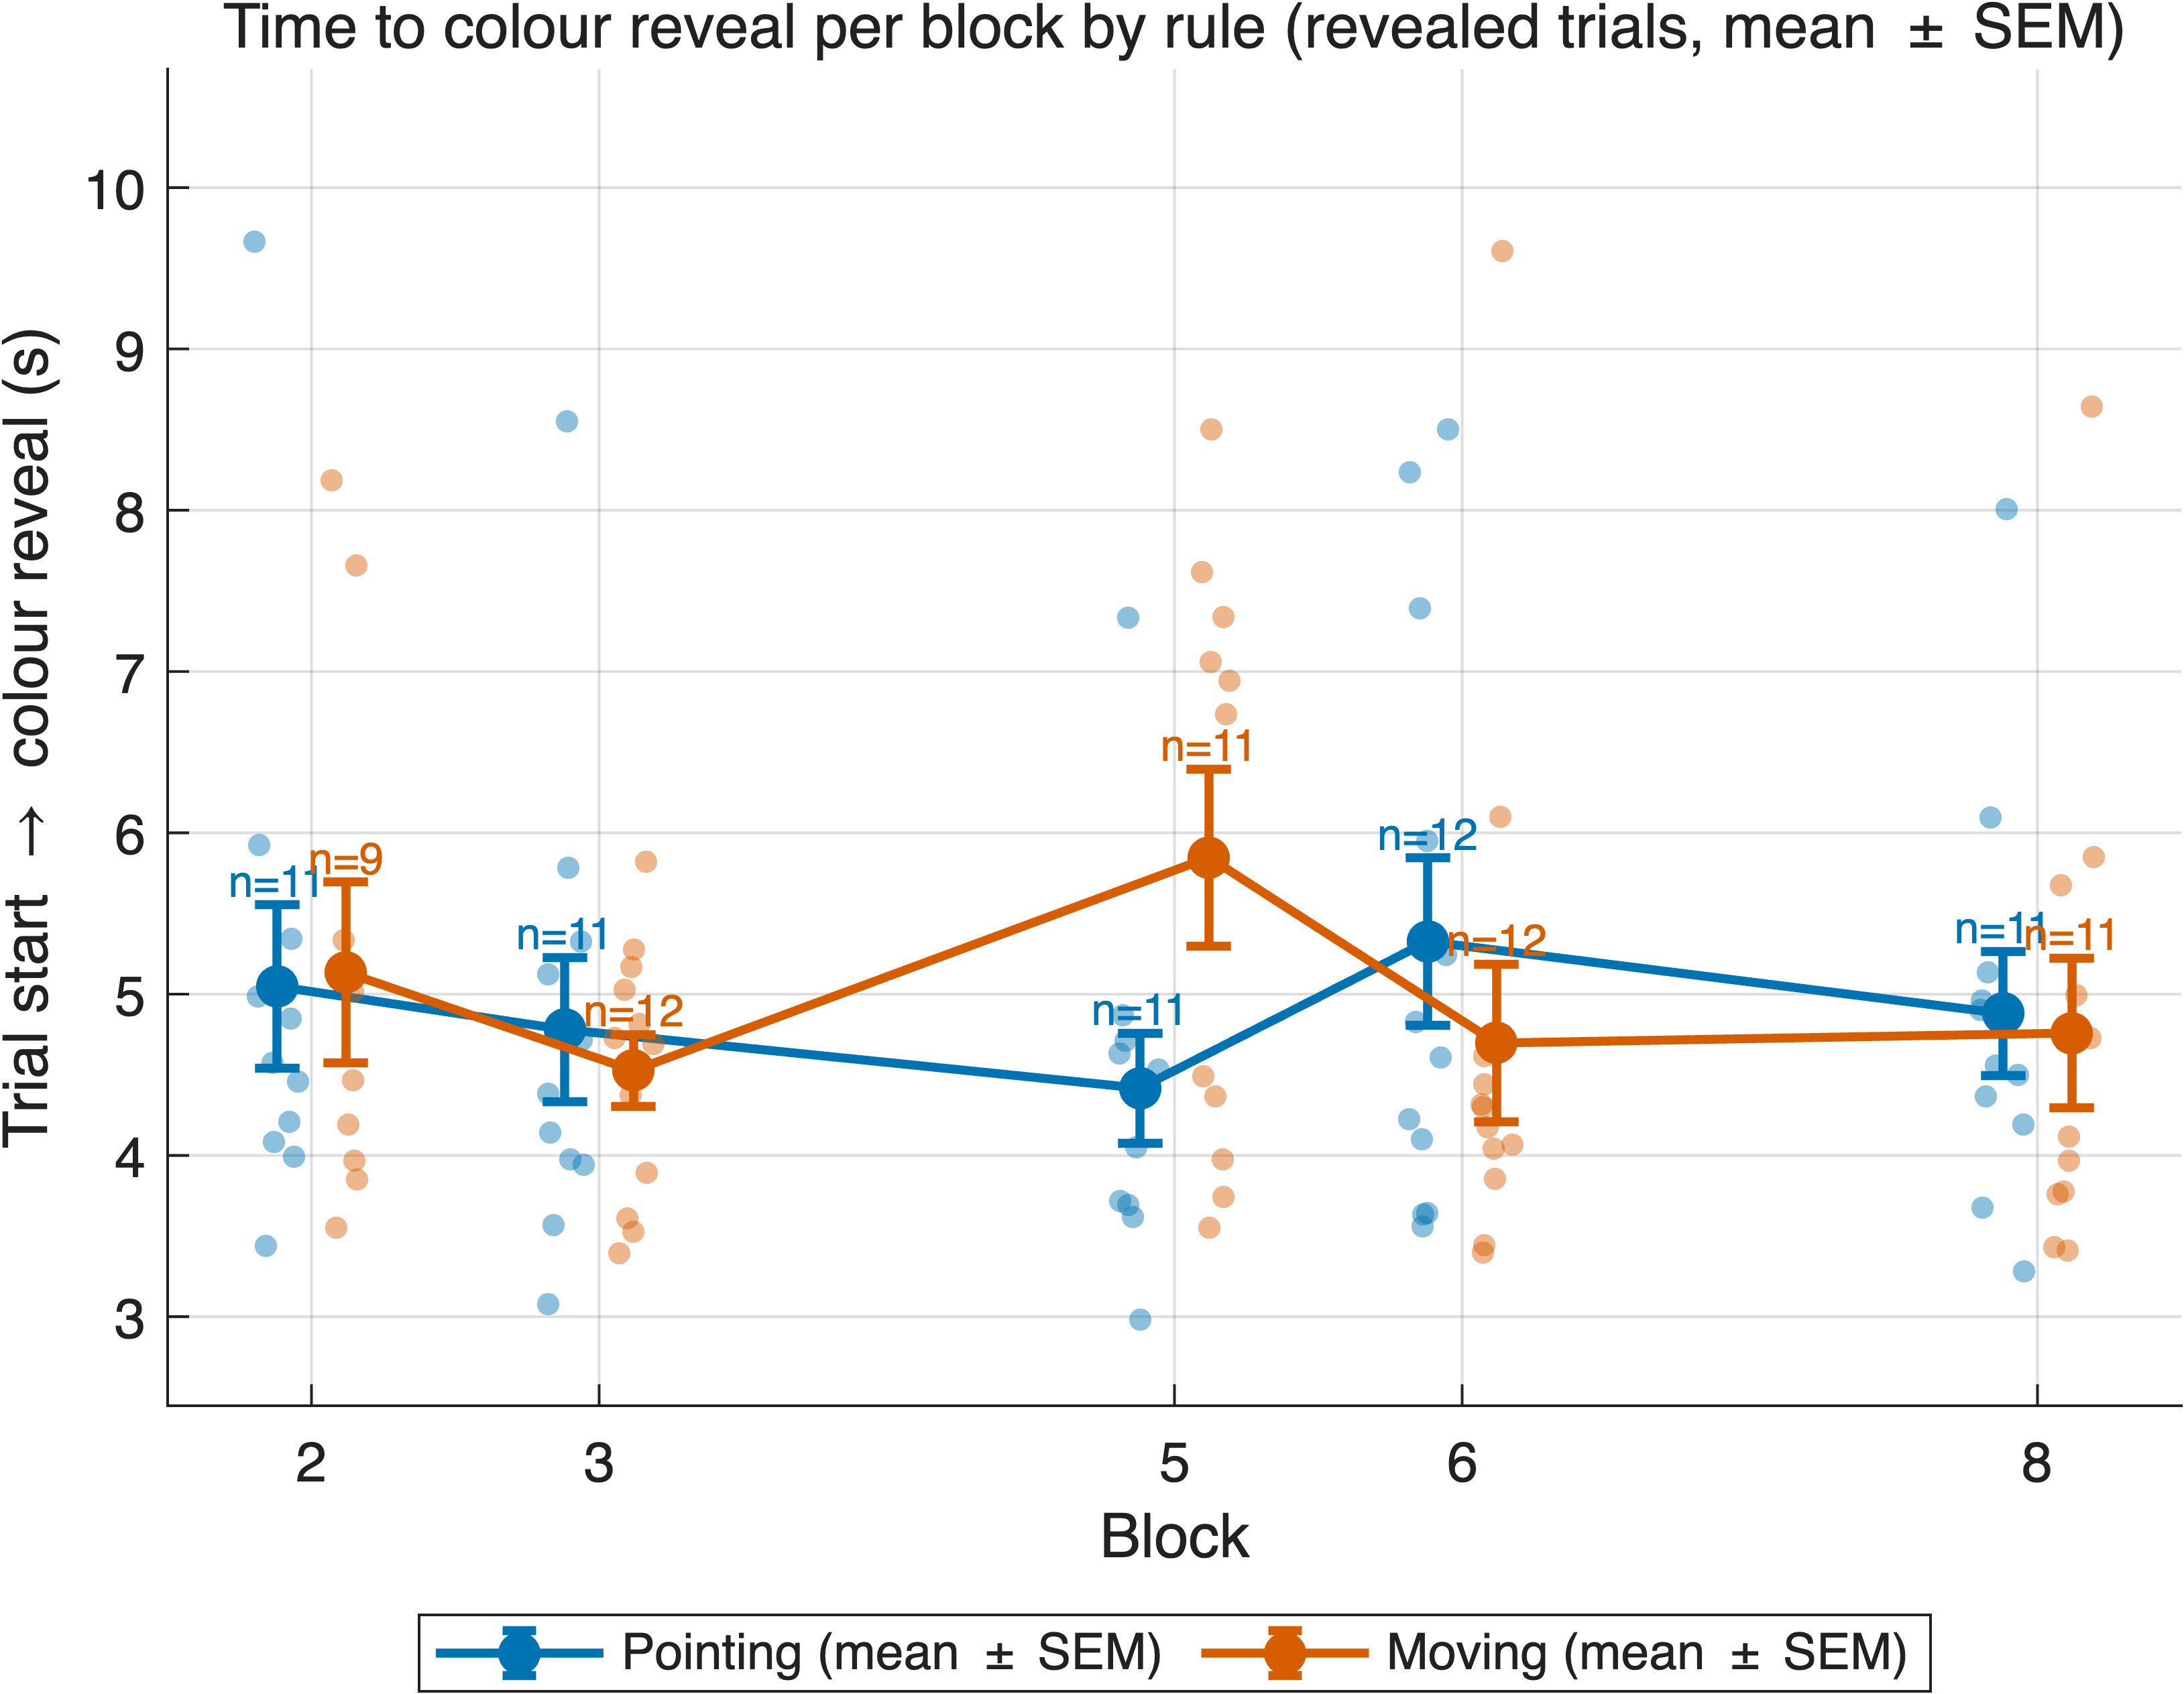 Time to colour reveal per block by rule (revealed trials, mean ± SEM)
Trial start → colour reveal (s)
10
9
8
7
6
5
4
3
n=11
n=9
n=11
n=12
n=11
n=11
n=12
n=12
n=11
n=11
2
3
5
6
8
Block
Pointing (mean ± SEM)
Moving (mean ± SEM)